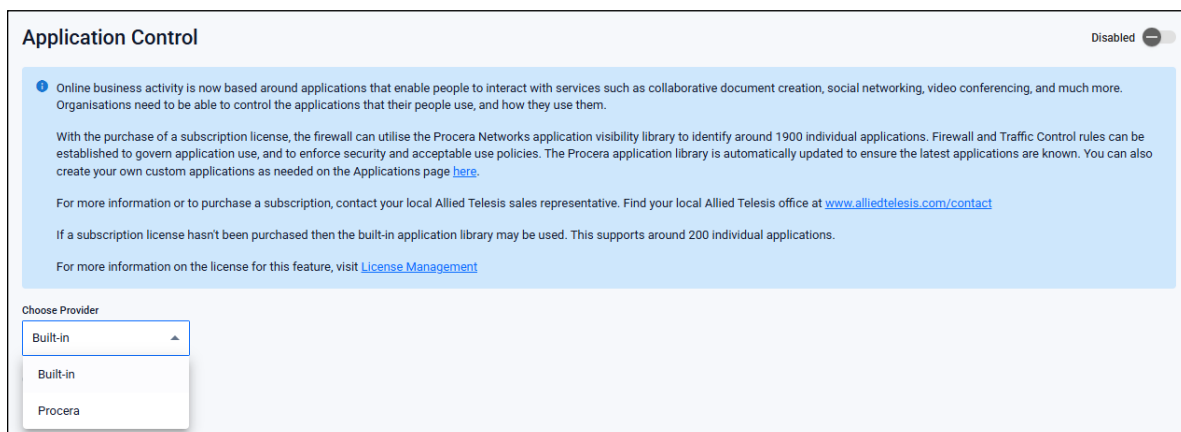 Application Control
Disabled
Online business activity is now based around applications that enable people to interact with services such as collaborative document creation, social networking, video conferencing, and much more.
Organisations need to be able to control the applications that their people use, and how they use them.
With the purchase of a subscription license, the firewall can utilise the Procera Networks application visibility library to identify around 1900 individual applications. Firewall and Traffic Control rules can be
established to govern application use, and to enforce security and acceptable use policies. The Procera application library is automatically updated to ensure the latest applications are known. You can also
create your own custom applications as needed on the Applications page here.
For more information or to purchase a subscription, contact your local Allied Telesis sales representative. Find your local Allied Telesis office at www.alliedtelesis.com/contact
If a subscription license hasn't been purchased then the built-in application library may be used. This supports around 200 individual applications.
For more information on the license for this feature, visit License Management
Choose Provider
Built-in
Built-in
Procera